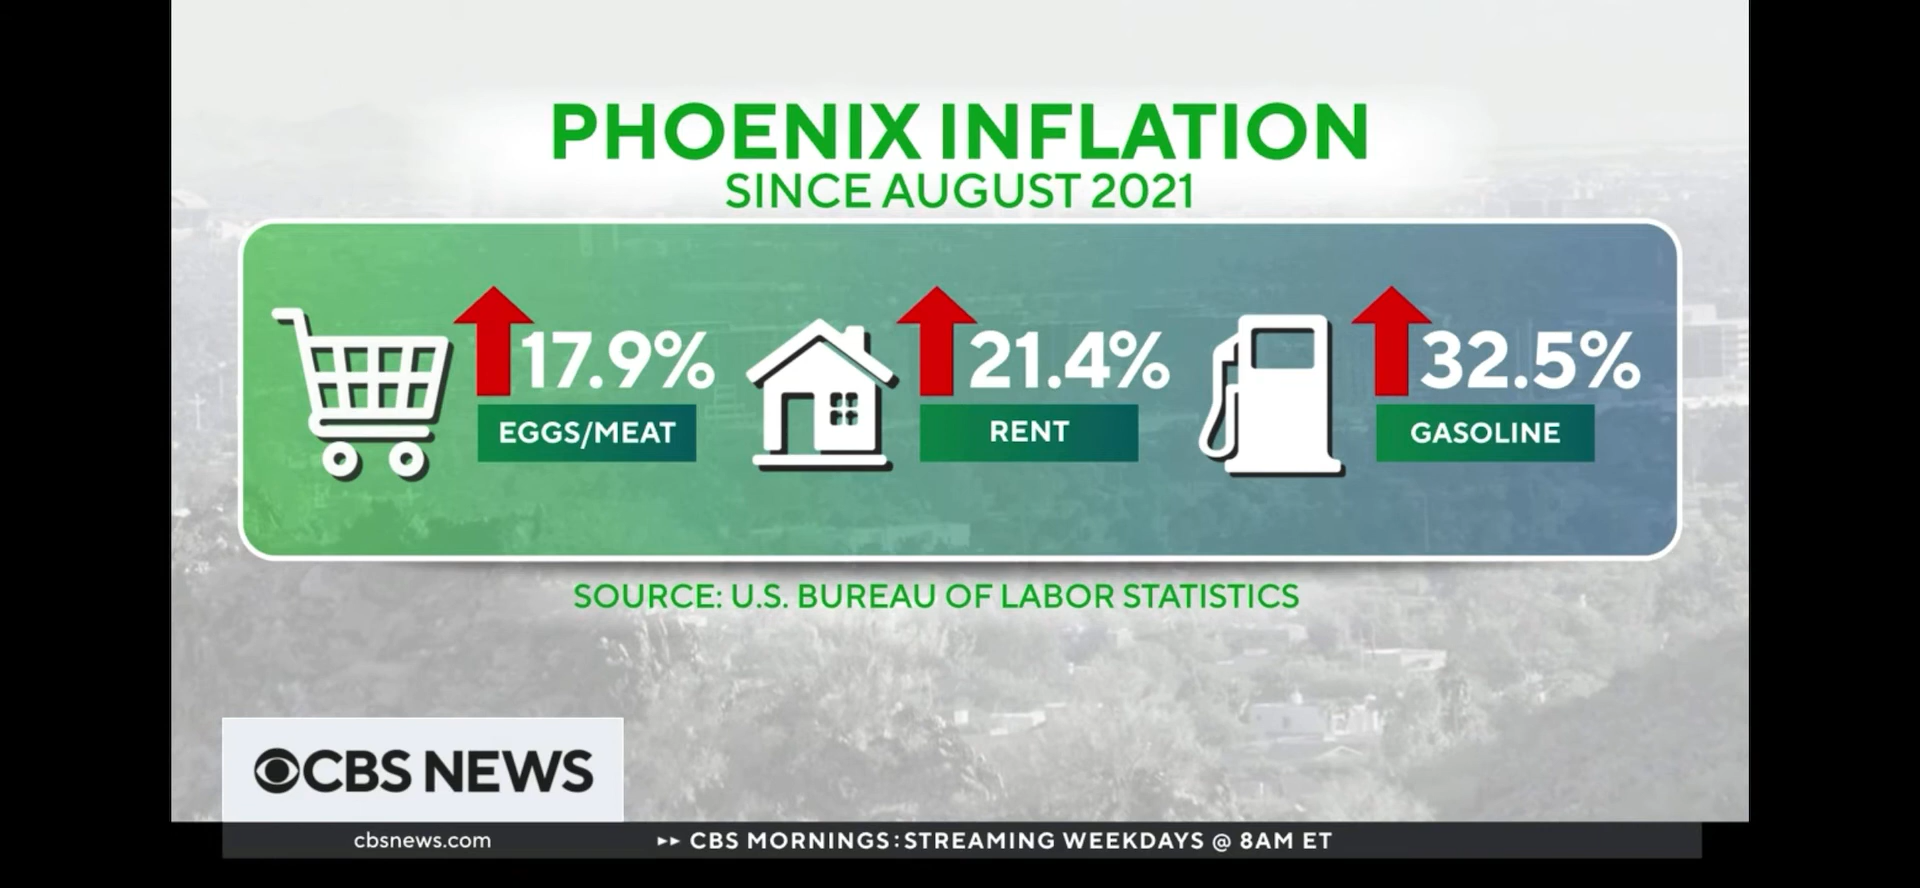 PHOENIX INFLATION
SINCE AUGUST 2021
17.9%
EGGS/MEAT
21.4%
RENT
32.5%
GASOLINE
SOURCE: U.S. BUREAU OF LABOR STATISTICS
CBS NEWS
cbsnews.com
CBS MORNINGS: STREAMING WEEKDAYS @ 8AM ET